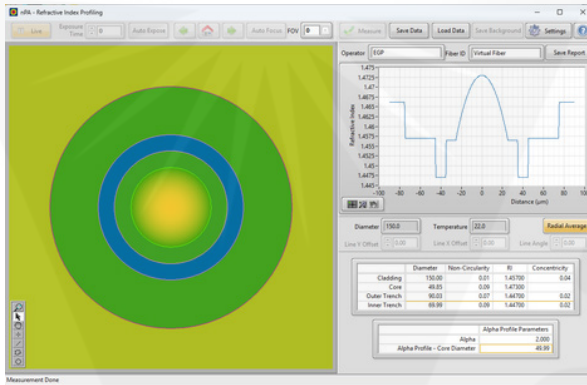 nPA - Refractive Index Profiling
Live Exposure Time 0 Auto Expose Auto Focus FOV 0 Measure Save Data Load Data Save Background Settings
Operator EGP Fiber ID Virtual Fiber Save Report
1.475
1.4725
1.47
1.4675
1.465
1.4625
1.46
1.4575
1.455
1.4525
1.45
1.4475
1.445
Refractive Index
-100 -80 -60 -40 -20 0 20 40 60 80 100
Distance (μm)
Diameter 150.0 Temperature 22.0 Radial Average
Line Y Offset 0.00 Line X Offset 0.00 Line Angle 0.00
Diameter Non-Circularity RI Concentricity
Cladding 150.00 0.01 1.45700 0.04
Core 49.85 0.09 1.47300
Outer Trench 90.03 0.07 1.44700 0.02
Inner Trench 69.99 0.09 1.44700 0.02
Alpha Profile Parameters
Alpha 2.000
Alpha Profile - Core Diameter 49.99
Measurement Done